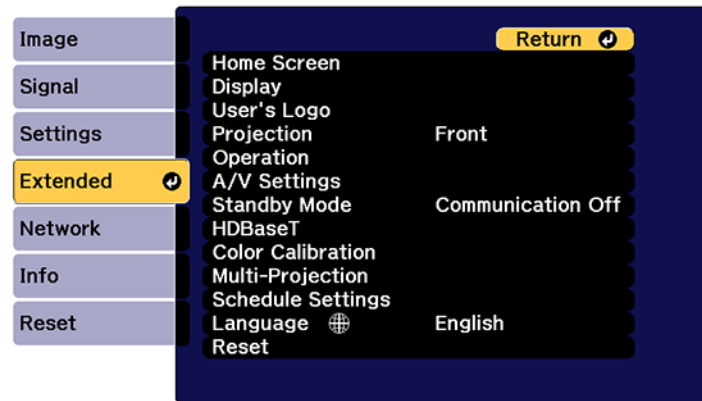 Image
Signal
Settings
Extended
Network
Info
Reset
Return
Home Screen
Display
User's Logo
Projection Front
Operation
A/V Settings
Standby Mode Communication Off
HDBaseT
Color Calibration
Multi-Projection
Schedule Settings
Language English
Reset